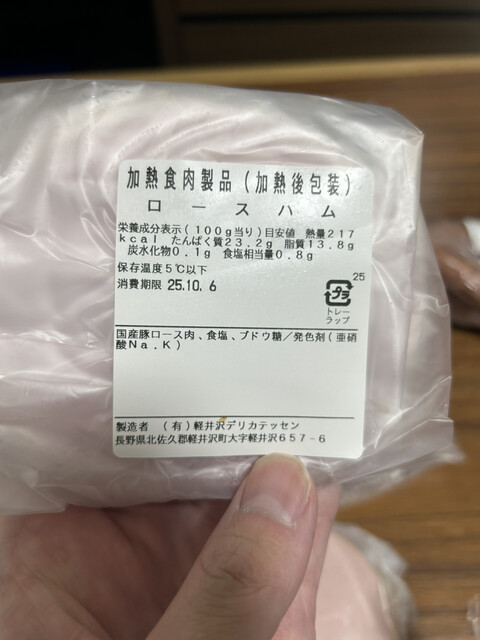 加熱食肉製品(加熱後包装)
ロースハム
栄養成分表示(100g当り)目安値 熱量217
kcal たんぱく質23.2g 脂質13.8g
炭水化物0.1g 食塩相当量0.8g
保存温度5℃以下
消費期限 25.10.6
25
プラ
トレー
ラップ
国産豚ロース肉、食塩、ブドウ糖/発色剤(亜硝
酸Na.K)
製造者 (有)軽井沢デリカテッセン
長野県北佐久郡軽井沢町大字軽井沢657-6